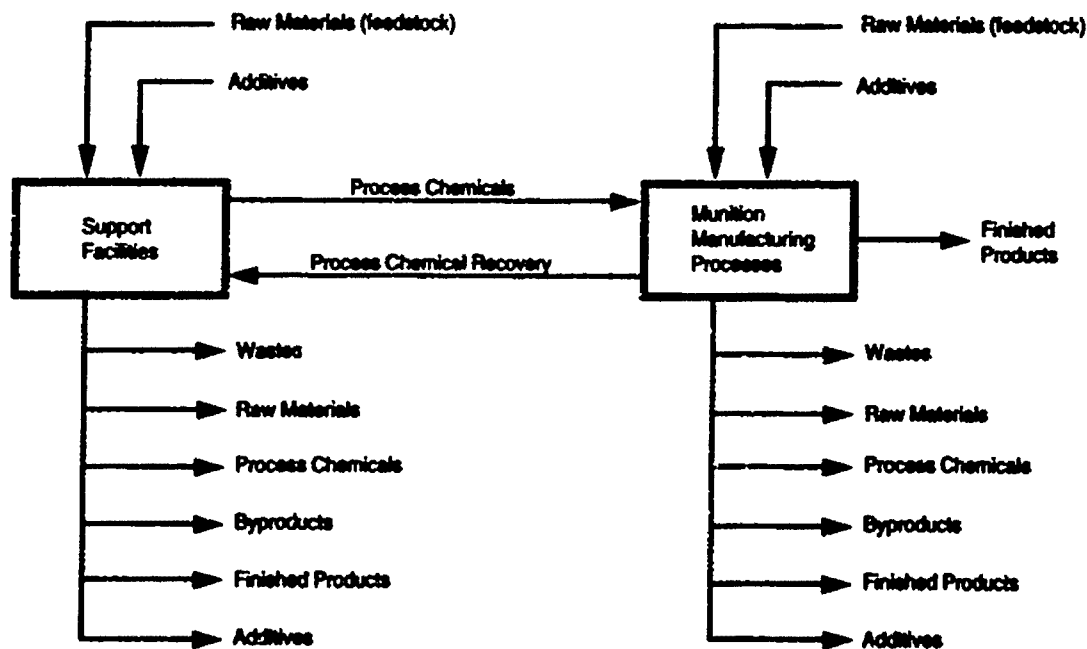 Raw Materials (feedstock)
Additives
Raw Materials (feedstock)
Additives
Process Chemicals
Support
Facilities
Munition
Manufacturing
Processes
Finished
Products
Process Chemical Recovery
Wastes
Raw Materials
Process Chemicals
Byproducts
Finished Products
Additives
Wastes
Raw Materials
Process Chemicals
Byproducts
Finished Products
Additives